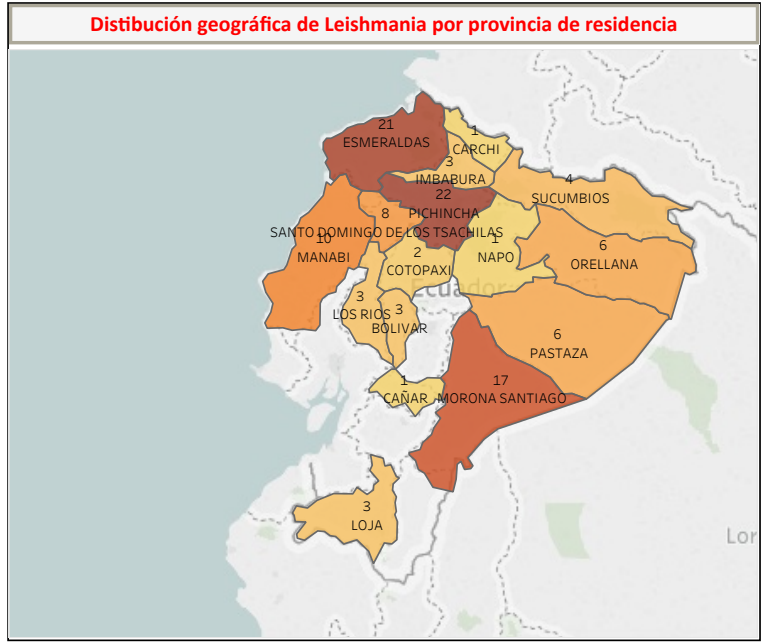 Distibución geográfica de Leishmania por provincia de residencia
21
ESMERALDAS
1
CARCHI
3
IMBABURA
4
SUCUMBIOS
22
PICHINCHA
8
SANTO DOMINGO DE LOS TSACHILAS
10
MANABI
1
NAPO
6
ORELLANA
2
COTOPAXI
Ecuador
3
LOS RIOS
3
BOLIVAR
6
PASTAZA
1
CAÑAR
17
MORONA SANTIAGO
3
LOJA
Lor